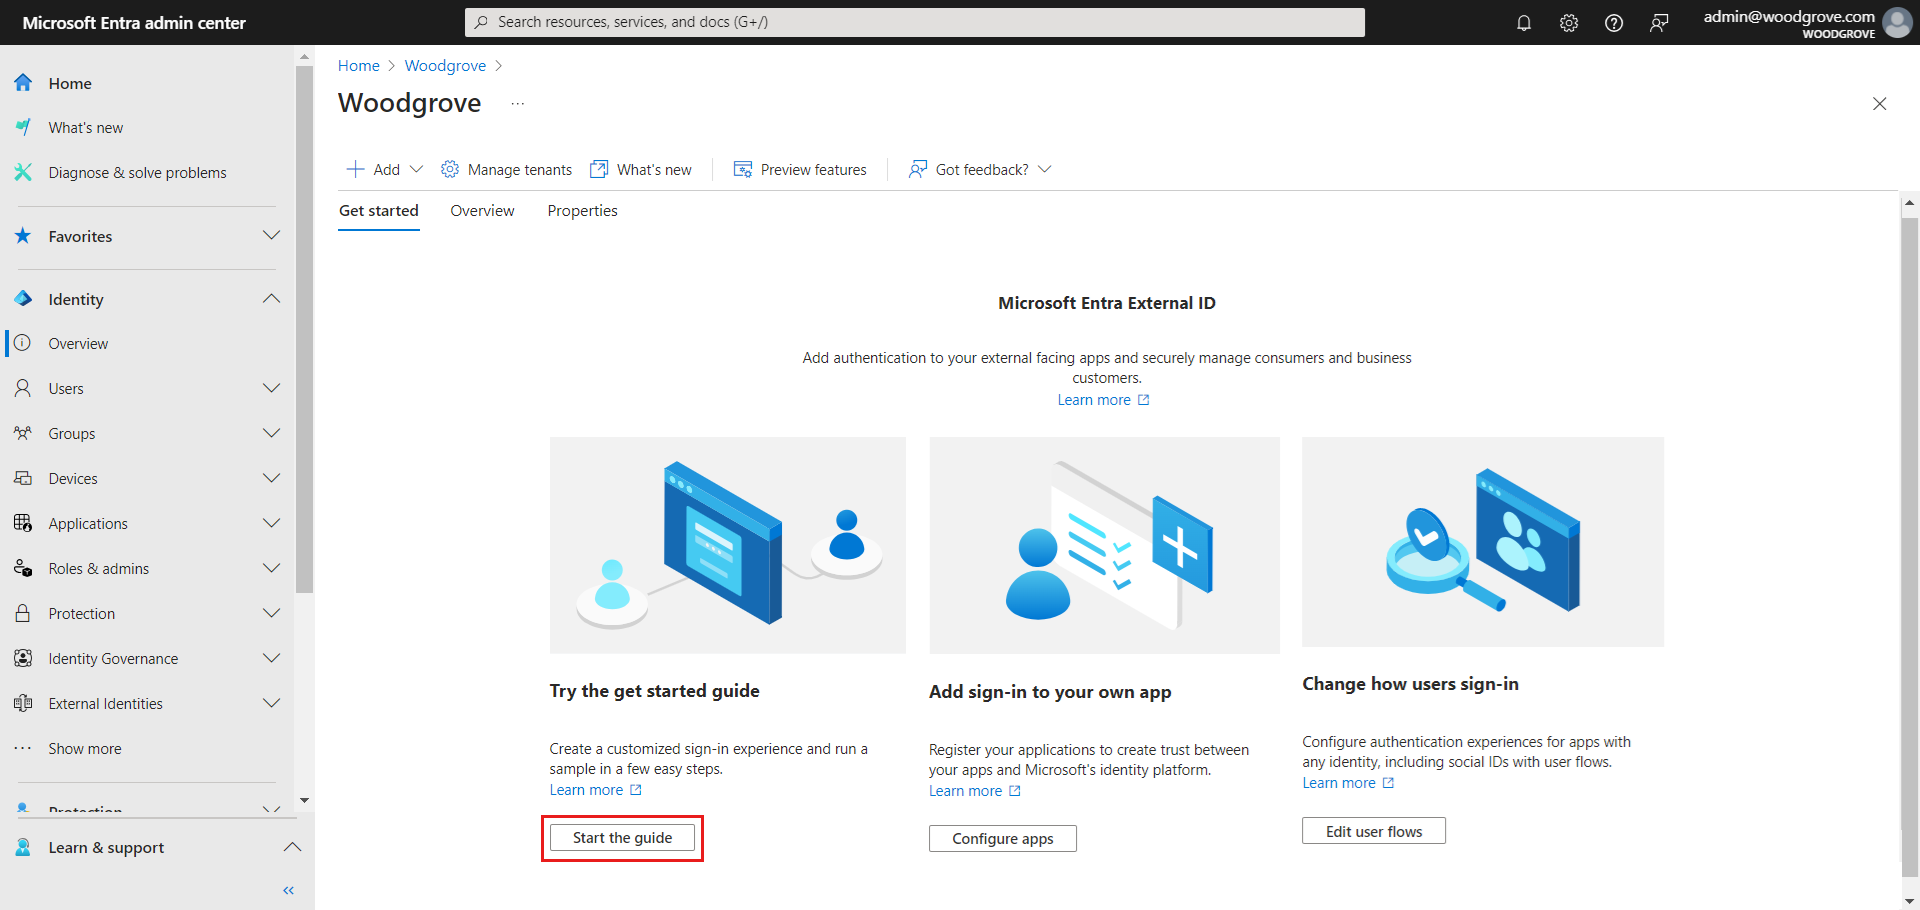 Microsoft Entra admin center
Search resources, services, and docs (G+/)
admin@woodgrove.com
WOODGROVE
Home
What's new
Diagnose & solve problems
Favorites
Identity
Overview
Users
Groups
Devices
Applications
Roles & admins
Protection
Identity Governance
External Identities
Show more
Protection
Learn & support
Home
Woodgrove
Woodgrove
Add
Manage tenants
What's new
Preview features
Got feedback?
Get started
Overview
Properties
Microsoft Entra External ID
Add authentication to your external facing apps and securely manage consumers and business
customers.
Learn more
Try the get started guide
Create a customized sign-in experience and run a
sample in a few easy steps.
Learn more
Start the guide
Add sign-in to your own app
Register your applications to create trust between
your apps and Microsoft's identity platform.
Learn more
Configure apps
Change how users sign-in
Configure authentication experiences for apps with
any identity, including social IDs with user flows.
Learn more
Edit user flows